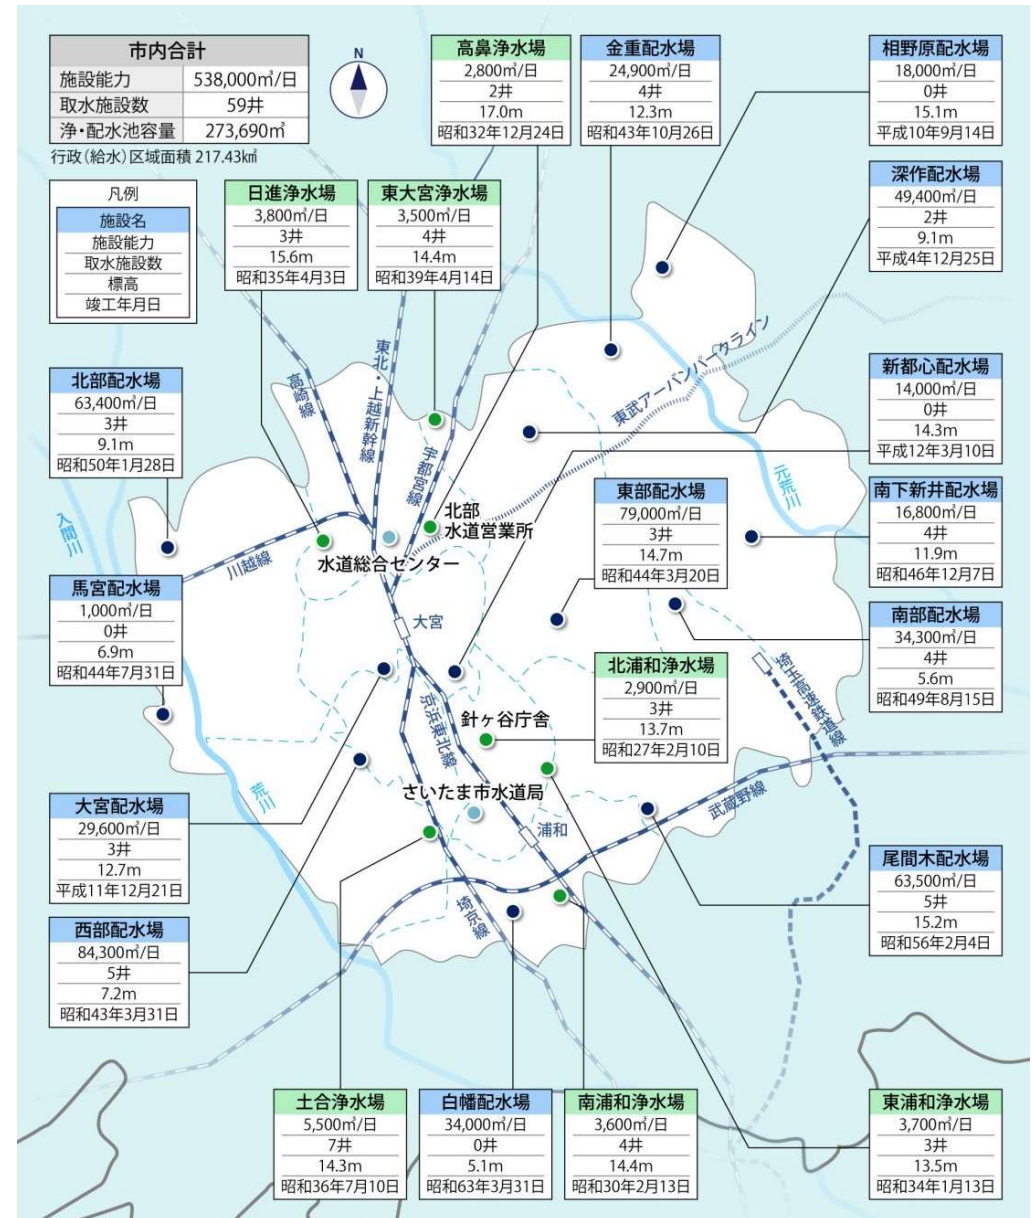 市内合計
施設能力 538,000㎥/日
取水施設数 59井
浄・配水池容量 273,690㎥
行政(給水)区域面積 217.43㎢
N
凡例
施設名
施設能力
取水施設数
標高
竣工年月日
高鼻浄水場
2,800㎥/日
2井
17.0m
昭和32年12月24日
金重配水場
24,900㎥/日
4井
12.3m
昭和43年10月26日
相野原配水場
18,000㎥/日
0井
15.1m
平成10年9月14日
日進浄水場
3,800㎥/日
3井
15.6m
昭和35年4月3日
東大宮浄水場
3,500㎥/日
4井
14.4m
昭和39年4月14日
深作配水場
49,400㎥/日
2井
9.1m
平成4年12月25日
北部配水場
63,400㎥/日
3井
9.1m
昭和50年1月28日
新都心配水場
14,000㎥/日
0井
14.3m
平成12年3月10日
東部配水場
79,000㎥/日
3井
14.7m
昭和44年3月20日
南下新井配水場
16,800㎥/日
4井
11.9m
昭和46年12月7日
馬宮配水場
1,000㎥/日
0井
6.9m
昭和44年7月31日
南部配水場
34,300㎥/日
4井
5.6m
昭和49年8月15日
北浦和浄水場
2,900㎥/日
3井
13.7m
昭和27年2月10日
大宮配水場
29,600㎥/日
3井
12.7m
平成11年12月21日
尾間木配水場
63,500㎥/日
5井
15.2m
昭和56年2月4日
西部配水場
84,300㎥/日
5井
7.2m
昭和43年3月31日
土合浄水場
5,500㎥/日
7井
14.3m
昭和36年7月10日
白幡配水場
34,000㎥/日
0井
5.1m
昭和63年3月31日
南浦和浄水場
3,600㎥/日
4井
14.4m
昭和30年2月13日
東浦和浄水場
3,700㎥/日
3井
13.5m
昭和34年1月13日
高崎線
東北・上越新幹線
宇都宮線
東武アーバンパークライン
元荒川
入間川
川越線
北部
水道営業所
水道総合センター
大宮
京浜東北線
針ヶ谷庁舎
埼玉高速鉄道線
荒川
さいたま市水道局
浦和
武蔵野線
埼京線